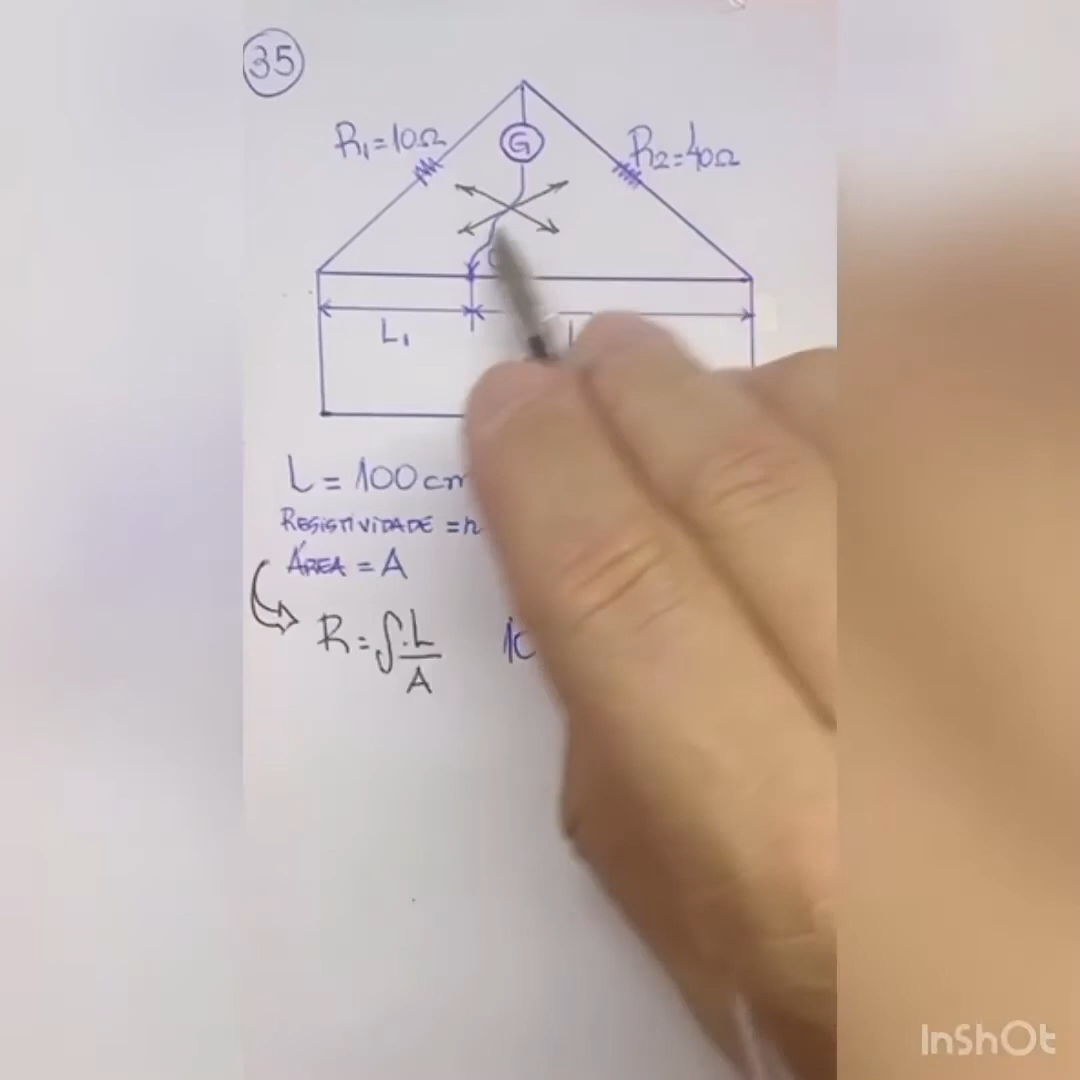 35
R₁=10Ω
G
R₂=40Ω
L₁
L = 100cm
RESISTIVIDADE =
ÁREA = A
R = ∫.L
A
InShOt